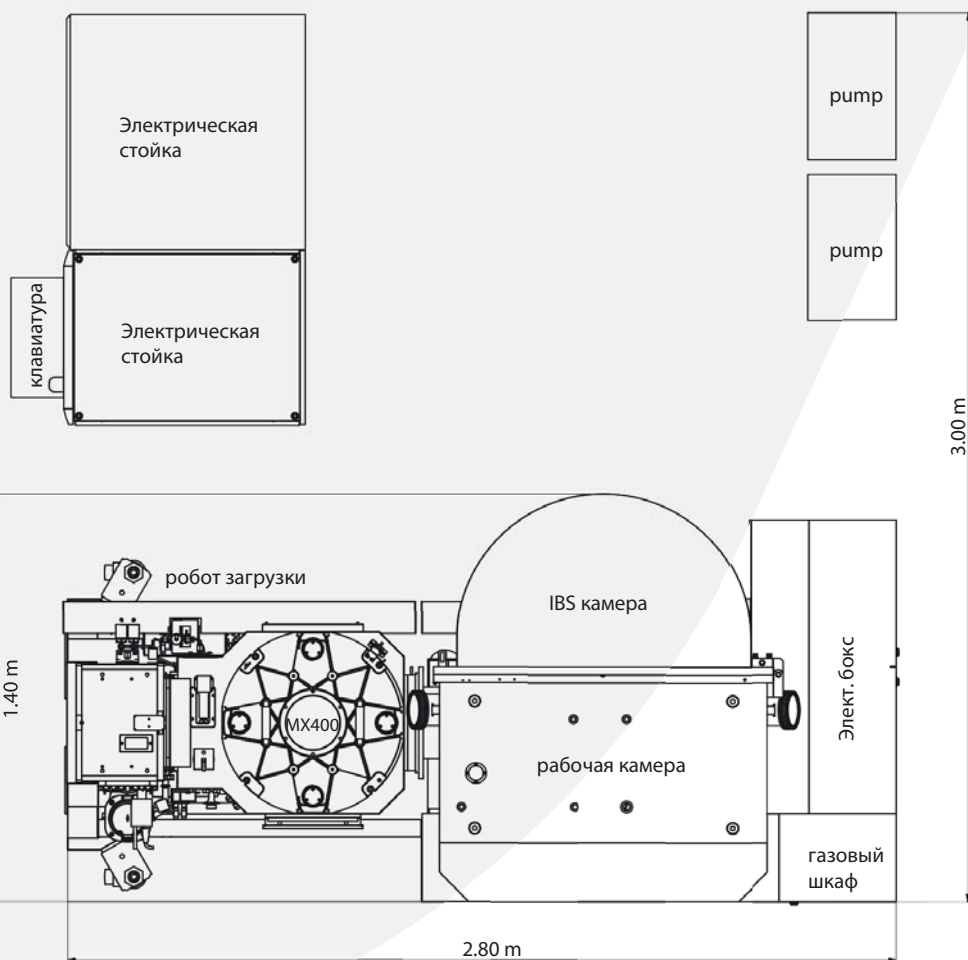 Электрическая
стойка
pump
pump
клавиатура
Электрическая
стойка
3.00 m
робот загрузки
IBS камера
1.40 m
MX400
Элект. бокс
рабочая камера
газовый
шкаф
2.80 m